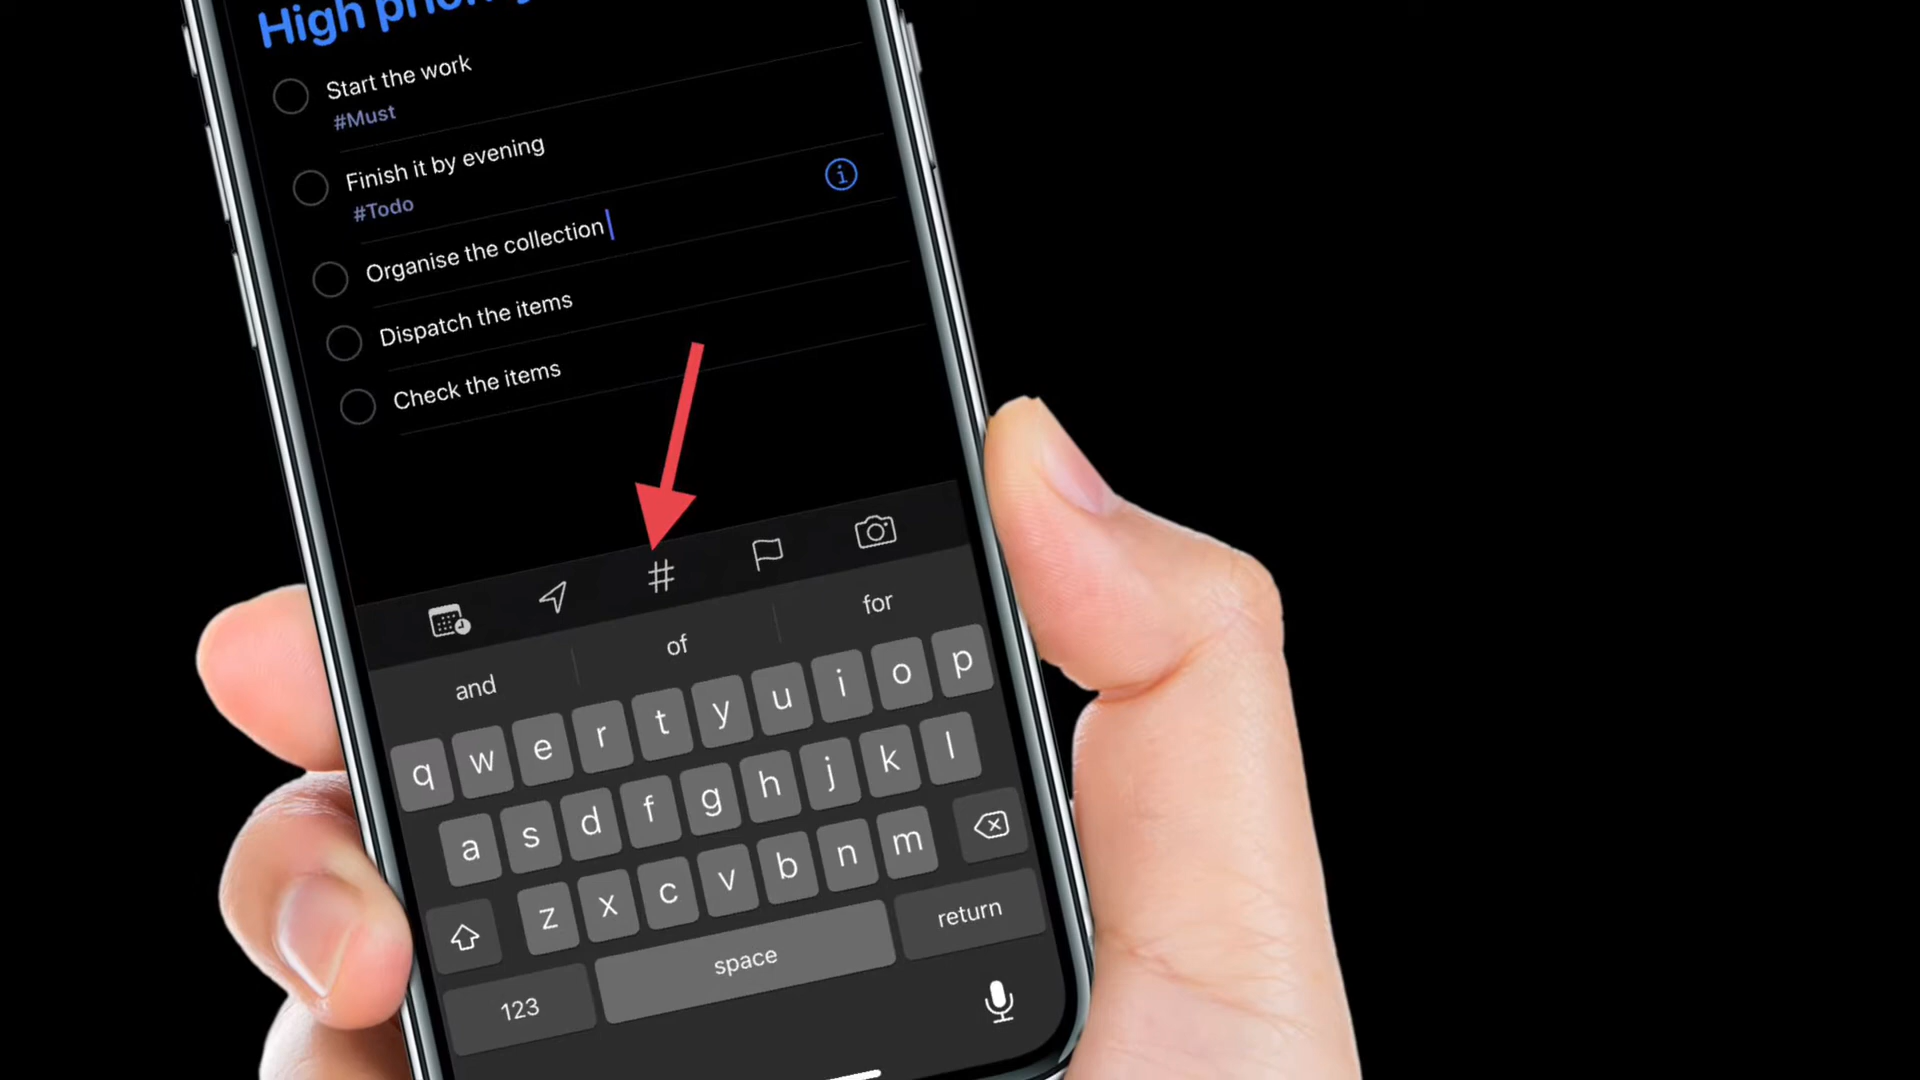 High priority
Start the work
#Must
Finish it by evening
#Todo
Organise the collection
Dispatch the items
Check the items
#
and of for
q w e r t y u i o p
a s d f g h j k l
z x c v b n m
123 space return